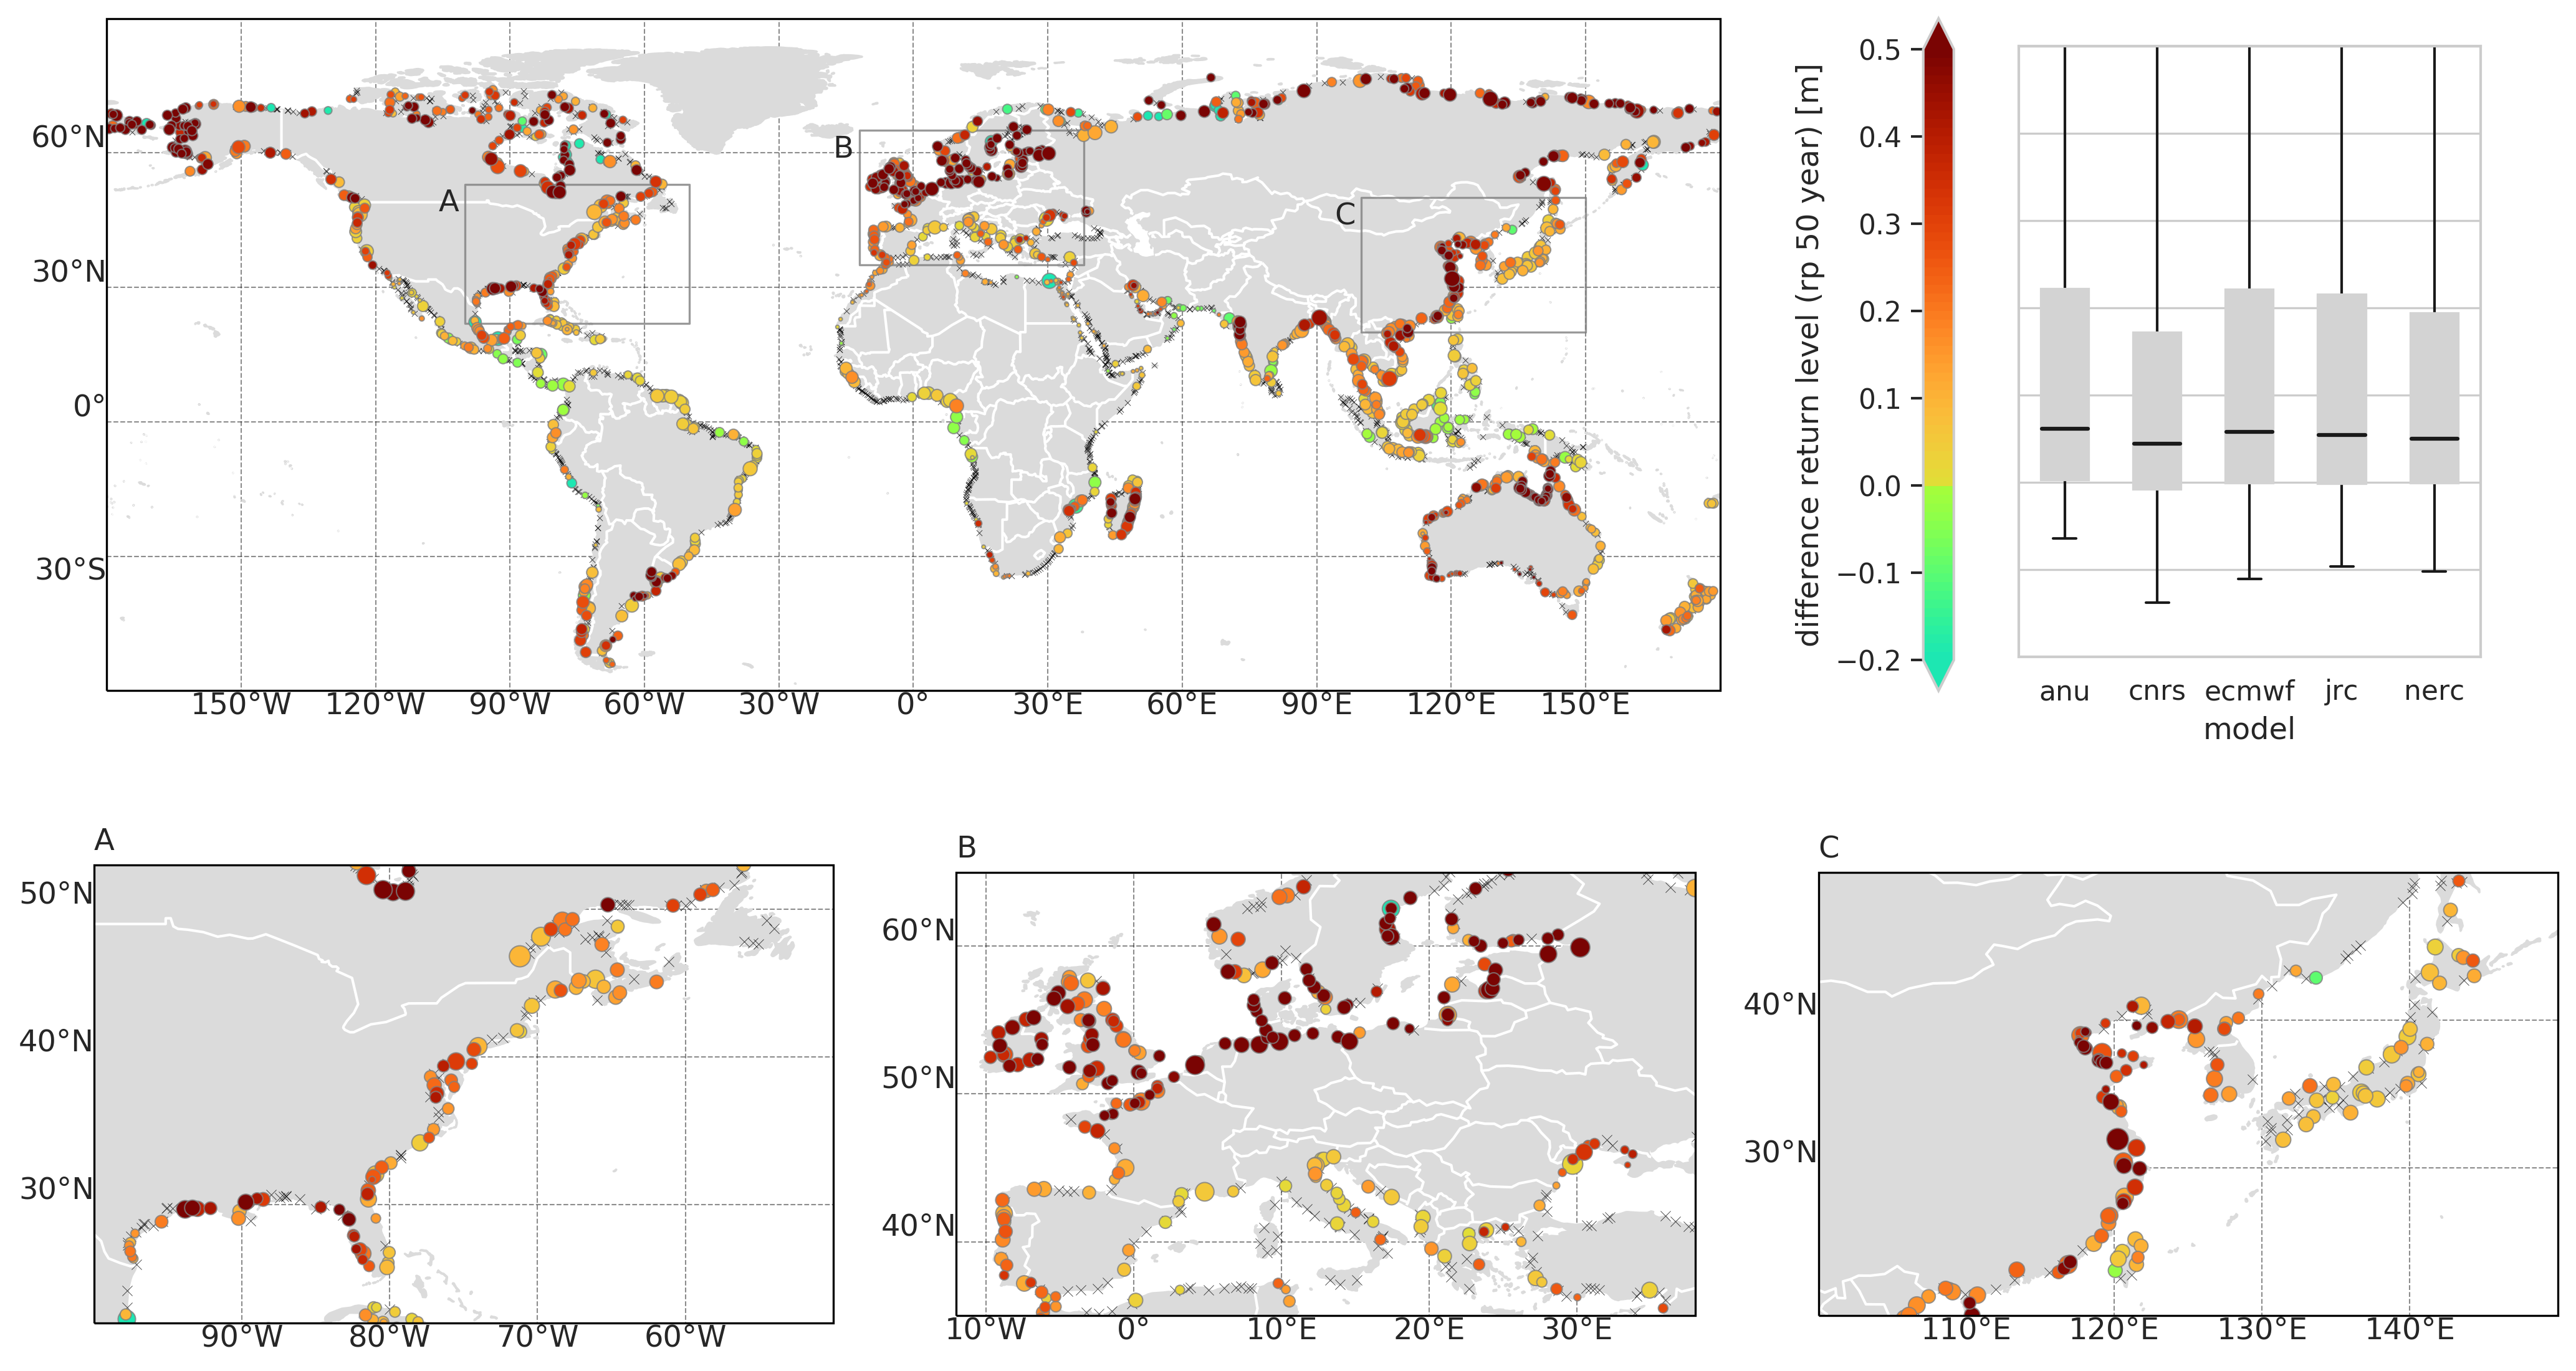 60°N
30°N
0°
30°S
150°W 120°W 90°W 60°W 30°W 0° 30°E 60°E 90°E 120°E 150°E
A
B
C
difference return level (rp 50 year) [m]
0.5
0.4
0.3
0.2
0.1
0.0
−0.1
−0.2
anu cnrs ecmwf jrc nerc
model
A
50°N
40°N
30°N
90°W 80°W 70°W 60°W
B
60°N
50°N
40°N
10°W 0° 10°E 20°E 30°E
C
40°N
30°N
110°E 120°E 130°E 140°E